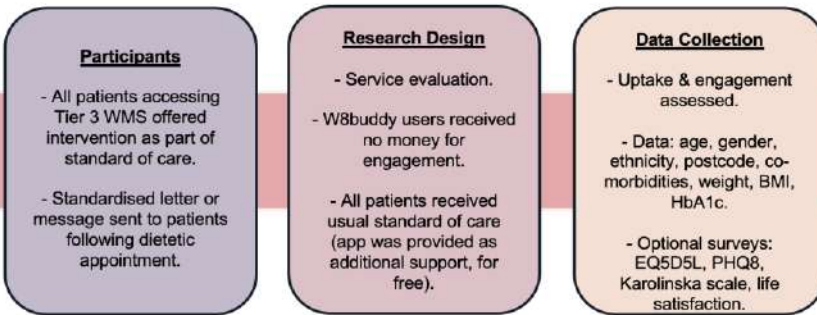 Participants
- All patients accessing
Tier 3 WMS offered
intervention as part of
standard of care.
- Standardised letter or
message sent to patients
following dietetic
appointment.
Research Design
- Service evaluation.
- W8buddy users received
no money for
engagement.
- All patients received
usual standard of care
(app was provided as
additional support, for
free).
Data Collection
- Uptake & engagement
assessed.
- Data: age, gender,
ethnicity, postcode, co-
morbidities, weight, BMI,
HbA1c.
- Optional surveys:
EQ5D5L, PHQ8,
Karolinska scale, life
satisfaction.